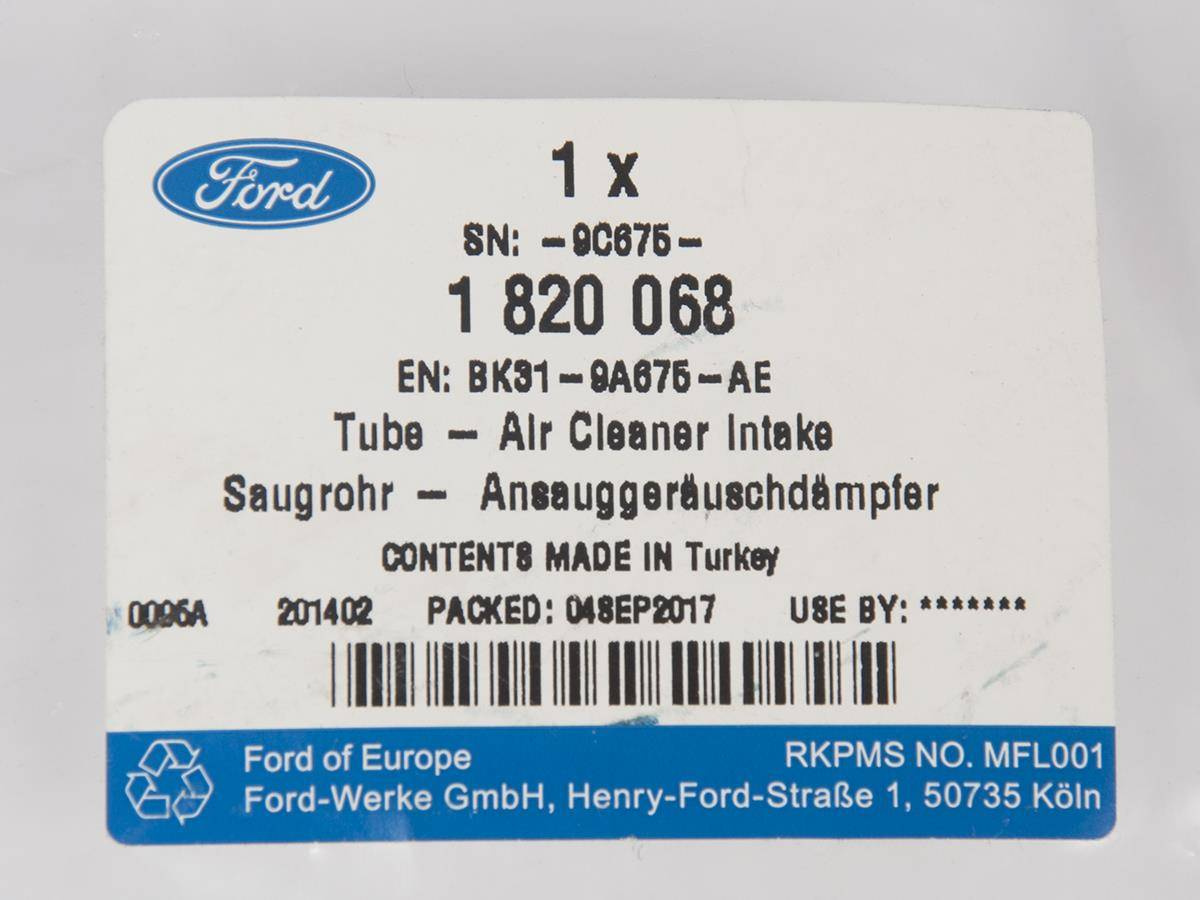 Ford
1 x
SN: -9C675-
1 820 068
EN: BK31-9A675-AE
Tube - Air Cleaner Intake
Saugrohr - Ansauggeräuschdämpfer
CONTENTS MADE IN Turkey
0095A 201402 PACKED: 04SEP2017 USE BY: *******
Ford of Europe RKPMS NO. MFL001
Ford-Werke GmbH, Henry-Ford-Straße 1, 50735 Köln